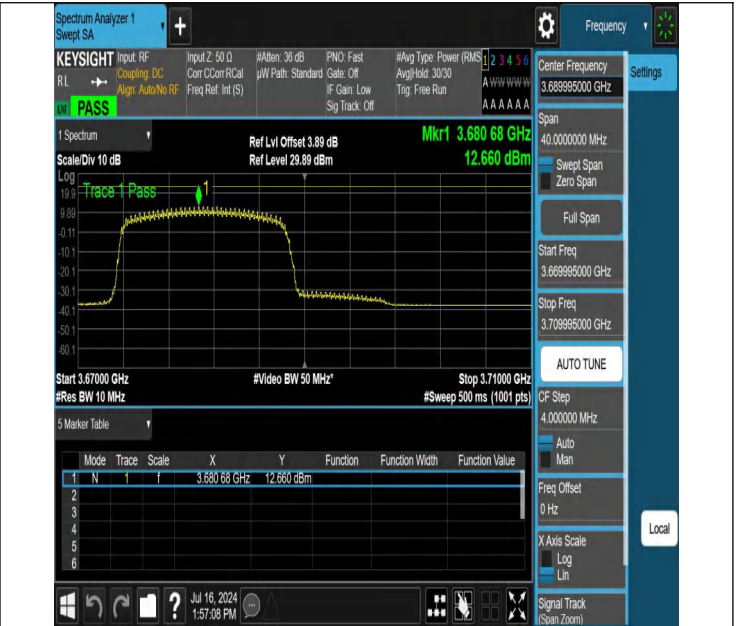 Spectrum Analyzer 1
Swept SA
+
Frequency
KEYSIGHT
RL
LXI PASS
Input: RF
Coupling: DC
Align: Auto/No RF
Input Z: 50 Ω
Corr CCorr RCal
Freq Ref: Int (S)
#Atten: 36 dB
µW Path: Standard
PNO: Fast
Gate: Off
IF Gain: Low
Sig Track: Off
#Avg Type: Power (RMS
Avg|Hold: 30/30
Trig: Free Run
1 2 3 4 5 6
A W W W W W
A A A A A A
1 Spectrum
Scale/Div 10 dB
Ref Lvl Offset 3.89 dB
Ref Level 29.89 dBm
Mkr1 3.680 68 GHz
12.660 dBm
Log
Trace 1 Pass
1
19.9
9.89
-0.11
-10.1
-20.1
-30.1
-40.1
-50.1
-60.1
Start 3.67000 GHz
#Res BW 10 MHz
#Video BW 50 MHz*
Stop 3.71000 GHz
#Sweep 500 ms (1001 pts)
5 Marker Table
Mode Trace Scale X Y Function Function Width Function Value
1 N 1 f 3.680 68 GHz 12.660 dBm
2
3
4
5
6
Jul 16, 2024
1:57:08 PM
?
Center Frequency
3.689995000 GHz
Span
40.0000000 MHz
Swept Span
Zero Span
Full Span
Start Freq
3.669995000 GHz
Stop Freq
3.709995000 GHz
AUTO TUNE
CF Step
4.000000 MHz
Auto
Man
Freq Offset
0 Hz
X Axis Scale
Log
Lin
Signal Track
(Span Zoom)
Settings
Local